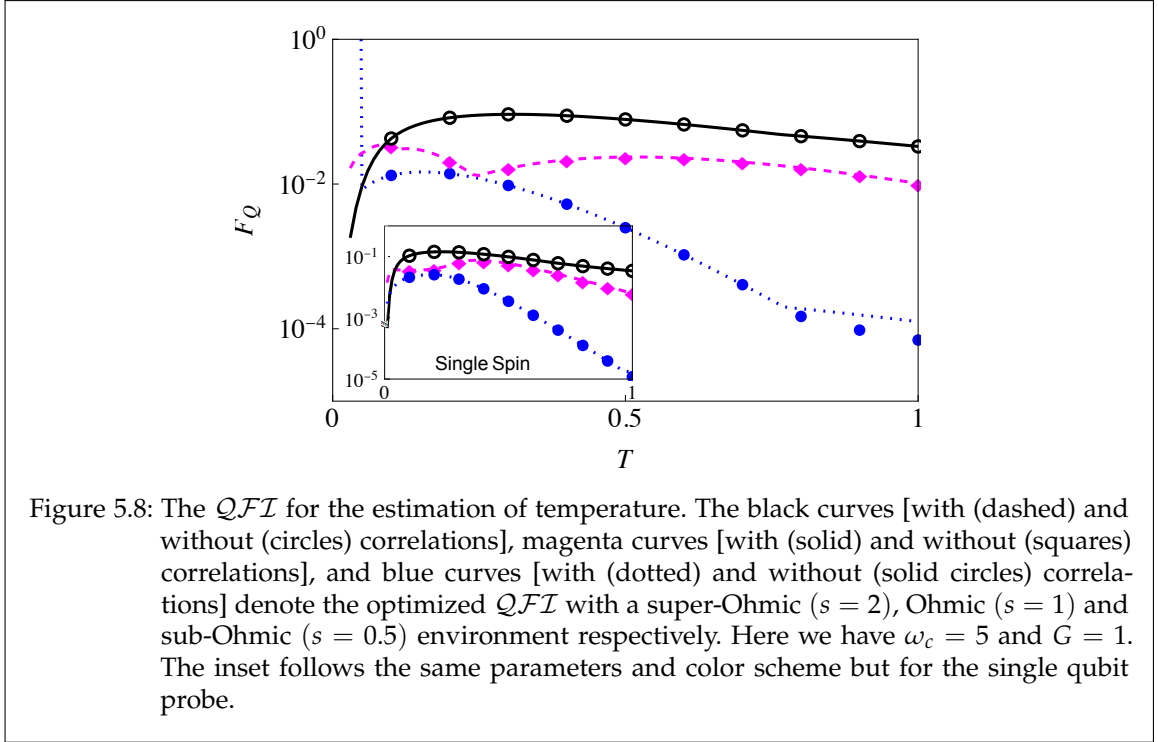 10^0
10^{-2}
10^{-4}
F_Q
10^{-1}
10^{-3}
10^{-5}
Single Spin
0
1
0
0.5
1
T
Figure 5.8: The 𝒬ℱℐ for the estimation of temperature. The black curves [with (dashed) and
without (circles) correlations], magenta curves [with (solid) and without (squares)
correlations], and blue curves [with (dotted) and without (solid circles) correla-
tions] denote the optimized 𝒬ℱℐ with a super-Ohmic (s = 2), Ohmic (s = 1) and
sub-Ohmic (s = 0.5) environment respectively. Here we have ω_c = 5 and G = 1.
The inset follows the same parameters and color scheme but for the single qubit
probe.